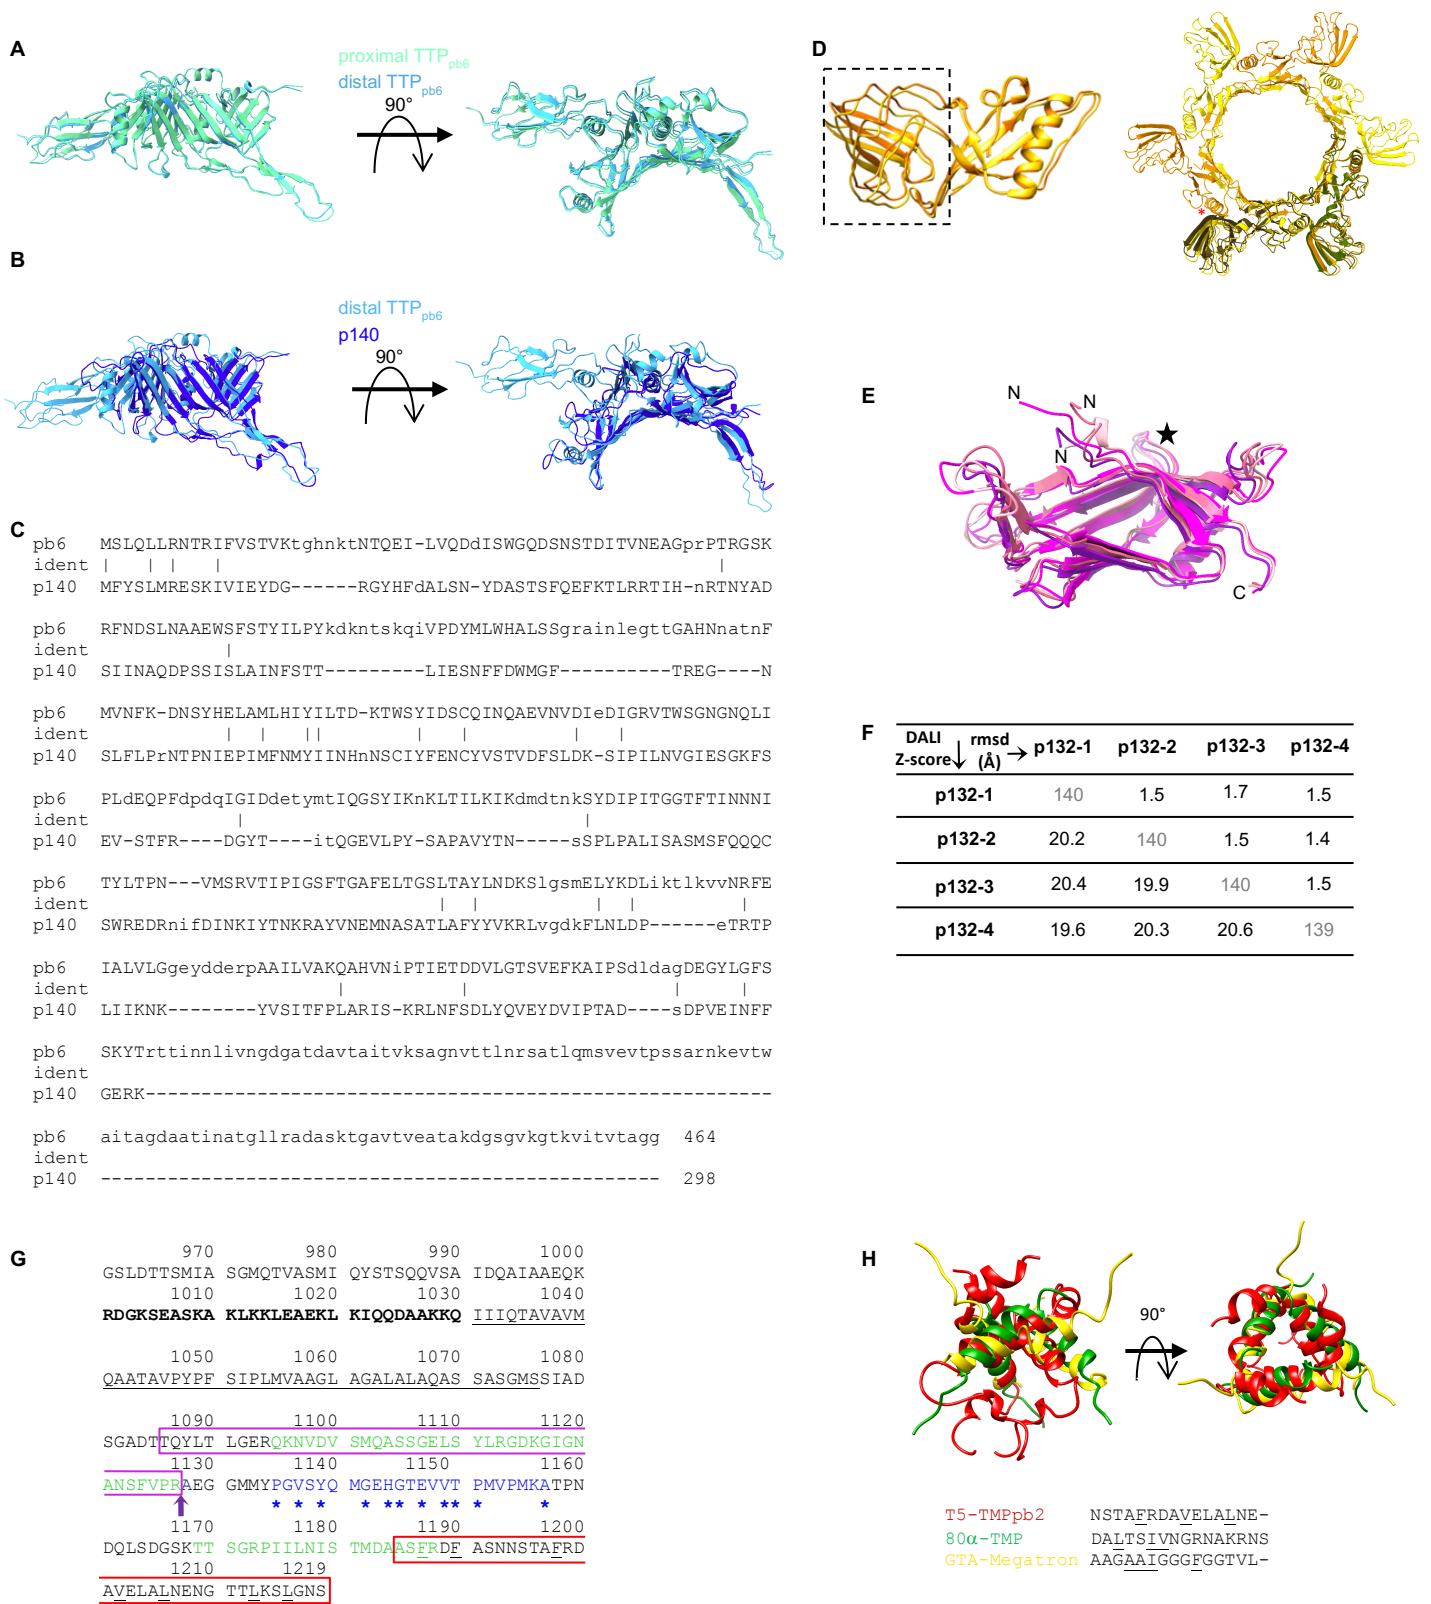 A
proximal TTPpb6
distal TTPpb6
90°
B
distal TTPpb6
p140
90°
C
pb6 MSLQLLRNTRIFVSTVKtghnktNTQEI-LVQDdISWGQDSNSTDITVNEAGprPTRGSK
ident | | | | |
p140 MFYSLMRESKIVIEYDG------RGYHFdALSN-YDASTSFQEFKTLRRTIH-nRTNYAD
pb6 RFNDSLNAAEWSFSTYILPYkdkntskqiVPDYMLWHALSSgrainlegttGAHNnatnF
ident |
p140 SIINAQDPSSISLAINFSTT---------LIESNFFDWMGF----------TREG----N
pb6 MVNFK-DNSYHELAMLHIYILTD-KTWSYIDSCQINQAEVNVDIeDIGRVTWSGNGNQLI
ident | | | | | | | | |
p140 SLFLPrNTPNIEPIMFNMYIINHnNSCIYFENCYVSTVDFSLDK-SIPILNVGIESGKFS
pb6 PLdEQPFdpdqIGIDdetymtIQGSYIKnKLTILKIKdmdtnkSYDIPITGGTFTINNNI
ident | |
p140 EV-STFR----DGYT-----itQGEVLPY-SAPAVYTN-----sSPLPALISASMSFQQQC
pb6 TYLTPN---VMSRVTIPIGSFTGAFELTGSLTAYLNDKSlgsmELYKDLiktlkvvNRFE
ident | | | | |
p140 SWREDRnifDINKIYTNKRAYVNEMNASATLAFYYVKRLvgdkFLNLDP------eTRTP
pb6 IALVLGgeydderpAAILVAKQAHVNiPTIETDDVLGTSVEFKAIPSdldagDEGYLGFS
ident | | | |
p140 LIIKNK--------YVSITFPLARIS-KRLNFSDLYQVEYDVIPTAD----sDPVEINFF
pb6 SKYTrttinnlivngdgatdavtaitvksagnvttlnrsatlqmsvevtpssarnkevtw
ident
p140 GERK--------------------------------------------------------
pb6 aitagdaatinatgllradasktgavtveatakdgsgvkgtkvitvtagg 464
ident
p140 -------------------------------------------------- 298
D
*
E
N
N
N
★
C
F
DALI Z-score ↓ rmsd (Å) → p132-1 p132-2 p132-3 p132-4
p132-1 140 1.5 1.7 1.5
p132-2 20.2 140 1.5 1.4
p132-3 20.4 19.9 140 1.5
p132-4 19.6 20.3 20.6 139
G
970 980 990 1000
GSLDTTSMIA SGMQTVASMI QYSTSQQVSA IDQAIAAEQK
1010 1020 1030 1040
RDGKSEASKA KLKKLEAEKL KIQQDAAKKQ IIIQTAVAVM
1050 1060 1070 1080
QAATAVPYPF SIPLMVAAGL AGALALAQAS SASGMSSIAD
1090 1100 1110 1120
SGADTTQYLT LGERQKNVDV SMQASSGELS YLRGDKGIGN
1130 1140 1150 1160
ANSFVPRAEG GMMYPGVSYQ MGEHGTEVVT PMVPMKATPN
* * * * * * * * * * *
1170 1180 1190 1200
DQLSDGSKTT SGRPIILNIS TMDAASFRDF ASNNSTAFRD
1210 1219
AVELALNENG TTLKSLGNS
H
90°
T5-TMPpb2 NSTAFRDAVELALNE-
80α-TMP DALTSIVNGRNAKRNS
GTA-Megatron AAGAAIGGGFGGTVL-